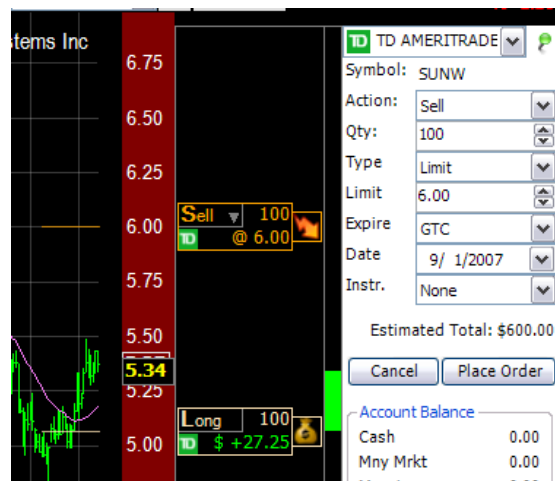 stems Inc
6.75
6.50
6.25
6.00
5.75
5.50
5.34
5.25
5.00
Sell 100
TD @ 6.00
Long 100
TD $ +27.25
TD TD AMERITRADE
Symbol: SUNW
Action: Sell
Qty: 100
Type Limit
Limit 6.00
Expire GTC
Date 9/ 1/2007
Instr. None
Estimated Total: $600.00
Cancel Place Order
Account Balance
Cash 0.00
Mny Mrkt 0.00